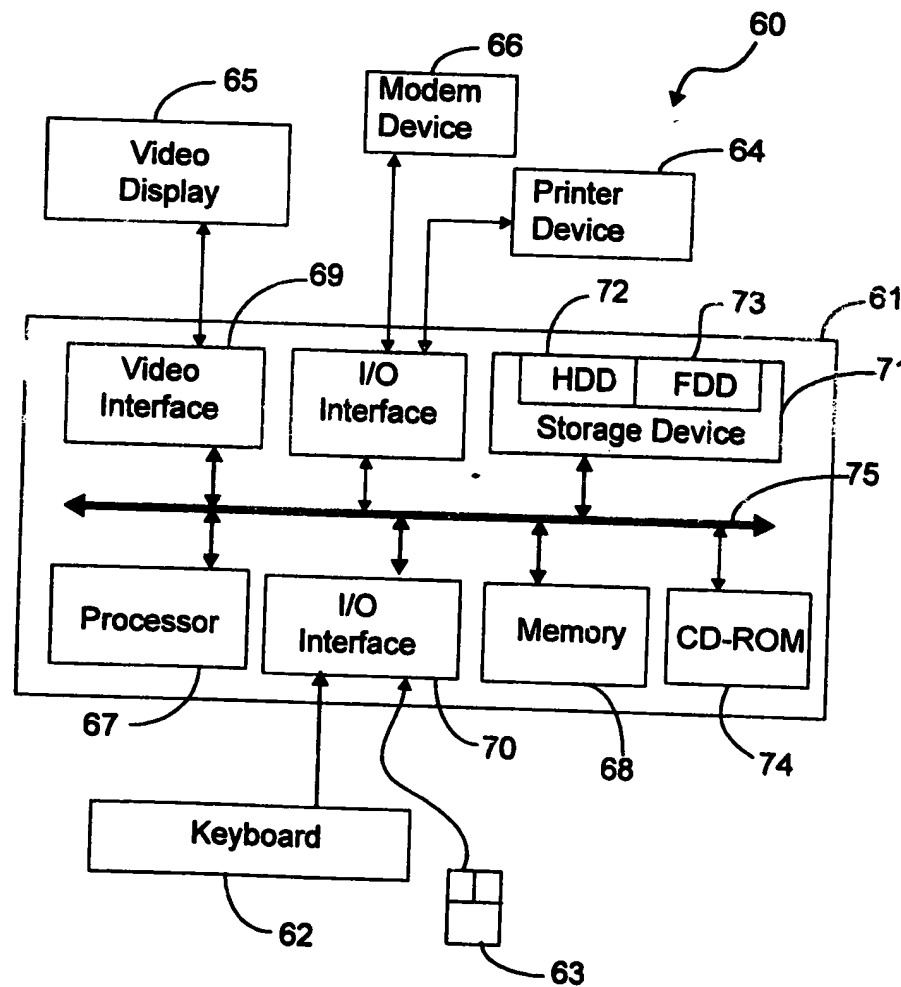 60
66
65
Modem
Device
64
Video
Display
Printer
Device
69
72
73
61
Video
Interface
I/O
Interface
HDD
FDD
Storage Device
71
75
Processor
I/O
Interface
Memory
CD-ROM
67
70
68
74
Keyboard
62
63